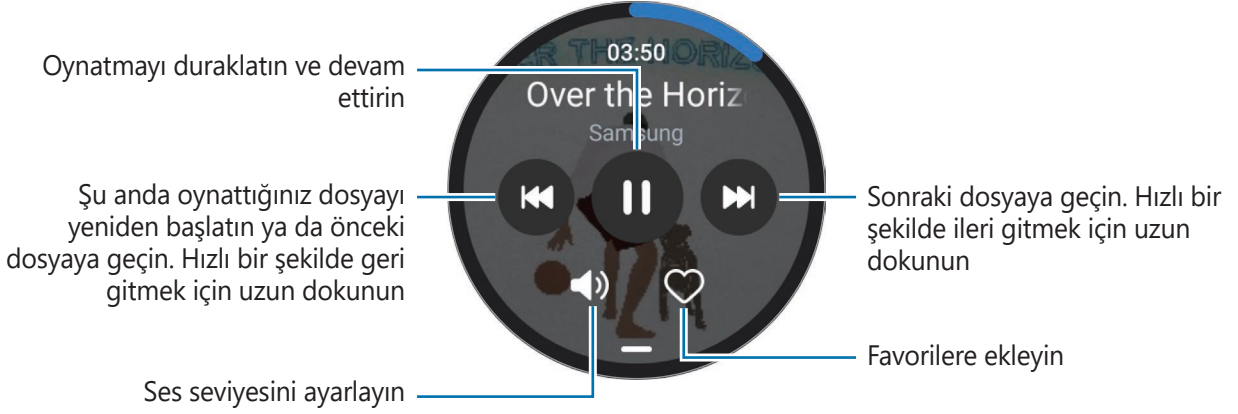 Oynatmayı duraklatın ve devam
ettirin
Şu anda oynattığınız dosyayı
yeniden başlatın ya da önceki
dosyaya geçin. Hızlı bir şekilde geri
gitmek için uzun dokunun
Ses seviyesini ayarlayın
03:50
Over the Horiz
Samsung
Sonraki dosyaya geçin. Hızlı bir
şekilde ileri gitmek için uzun
dokunun
Favorilere ekleyin